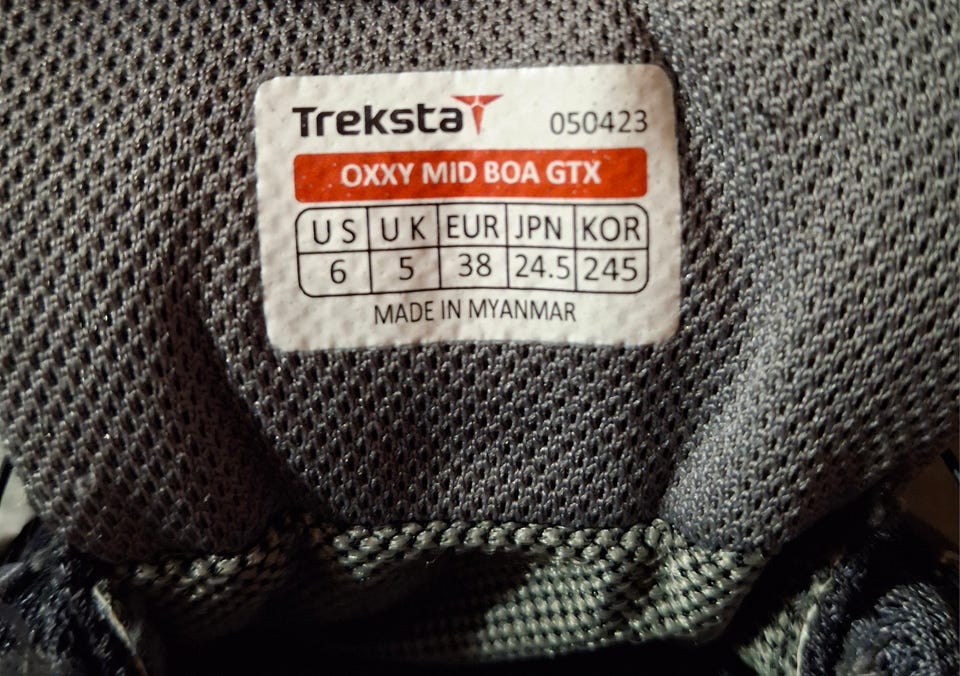 Treksta 050423
OXXY MID BOA GTX
US UK EUR JPN KOR
6 5 38 24.5 245
MADE IN MYANMAR